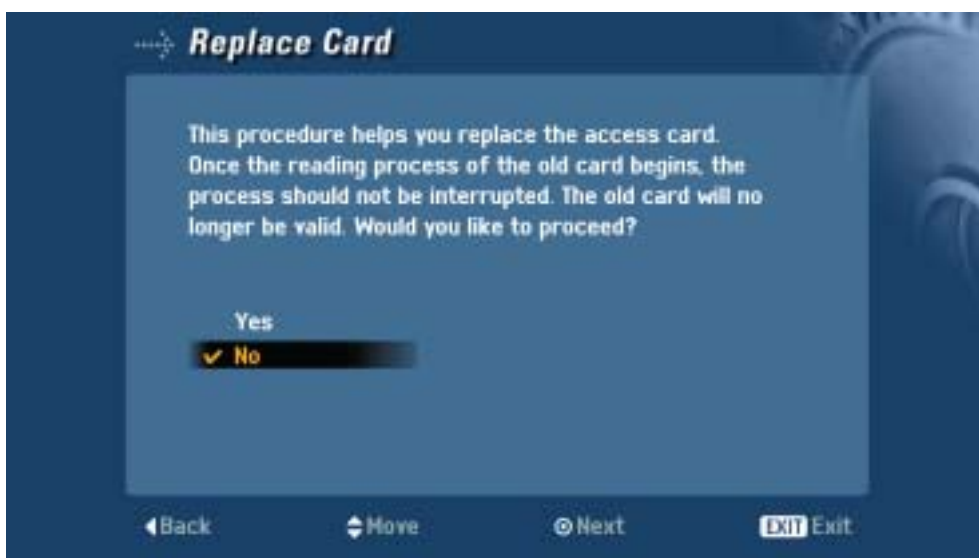 Replace Card
This procedure helps you replace the access card.
Once the reading process of the old card begins, the
process should not be interrupted. The old card will no
longer be valid. Would you like to proceed?
Yes
No
Back Move Next EXIT Exit